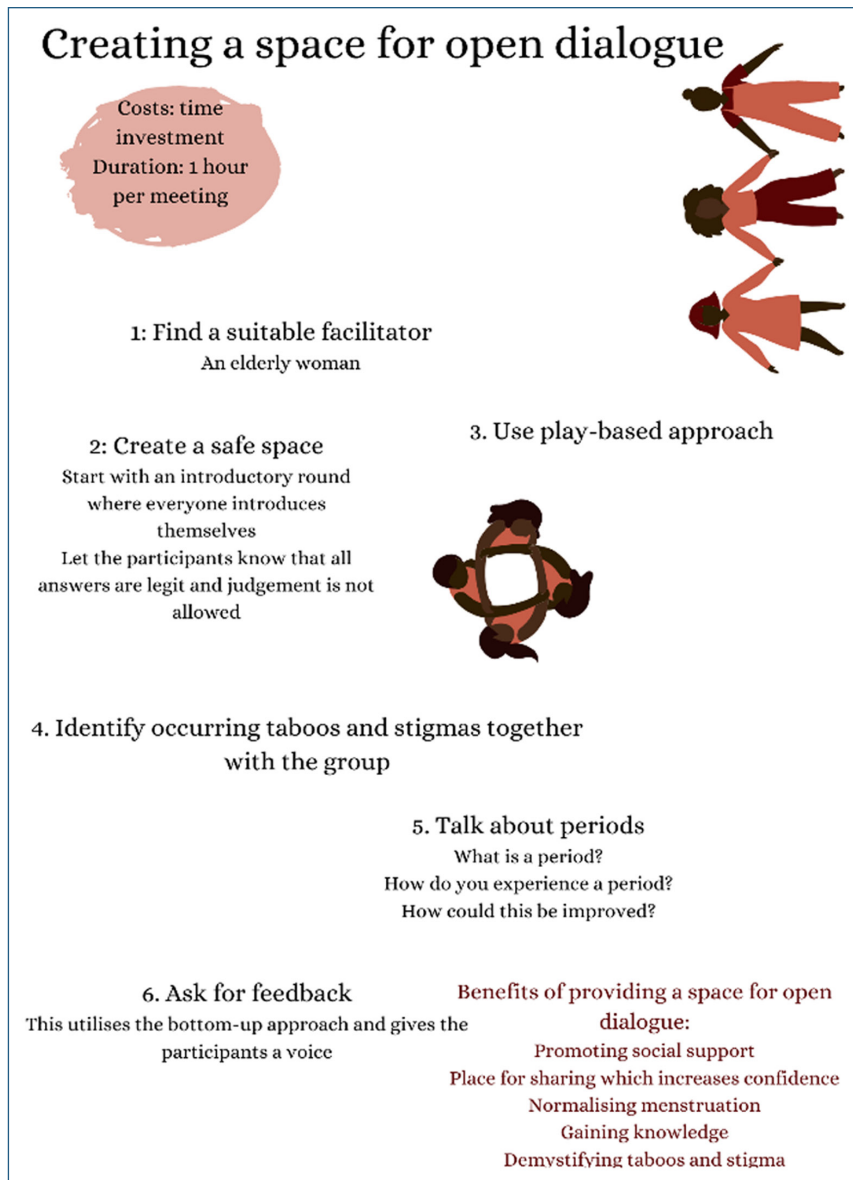 Creating a space for open dialogue
Costs: time
investment
Duration: 1 hour
per meeting
1: Find a suitable facilitator
An elderly woman
2: Create a safe space
Start with an introductory round
where everyone introduces
themselves
Let the participants know that all
answers are legit and judgement is not
allowed
3. Use play-based approach
4. Identify occurring taboos and stigmas together
with the group
5. Talk about periods
What is a period?
How do you experience a period?
How could this be improved?
6. Ask for feedback
This utilises the bottom-up approach and gives the
participants a voice
Benefits of providing a space for open
dialogue:
Promoting social support
Place for sharing which increases confidence
Normalising menstruation
Gaining knowledge
Demystifying taboos and stigma